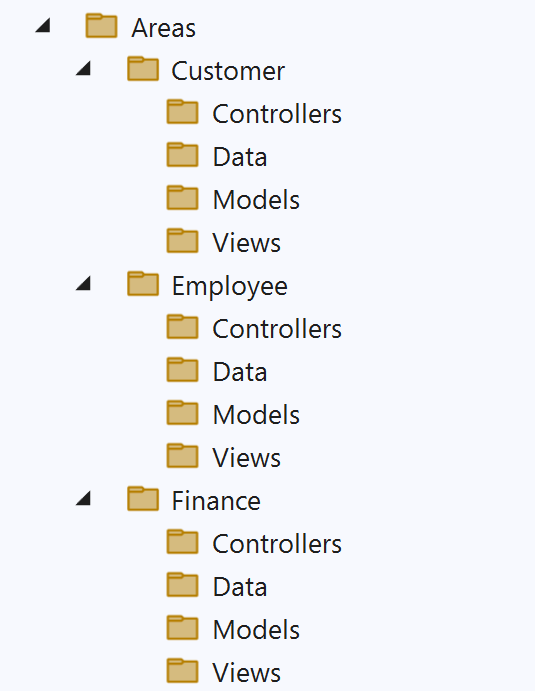 Areas
Customer
Controllers
Data
Models
Views
Employee
Controllers
Data
Models
Views
Finance
Controllers
Data
Models
Views